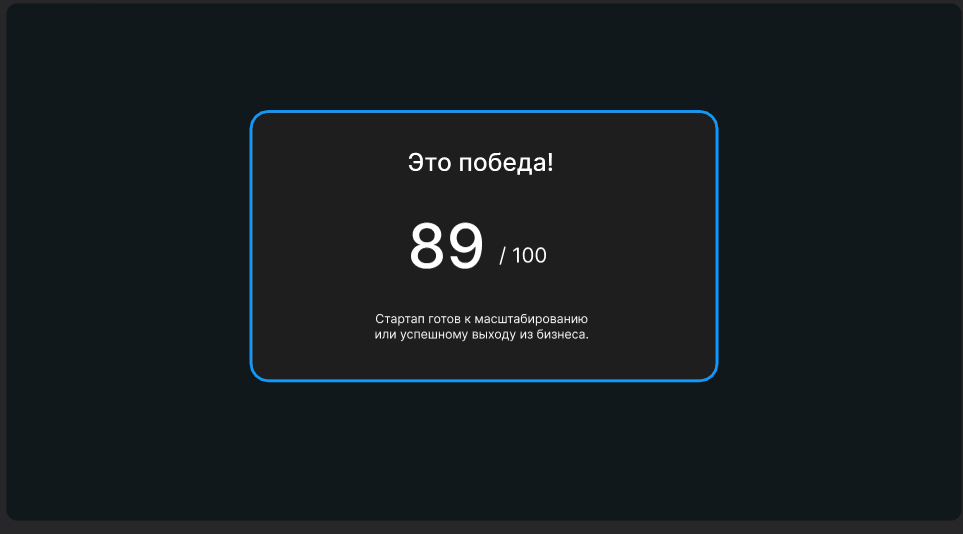 Это победа!
89 / 100
Стартап готов к масштабированию
или успешному выходу из бизнеса.